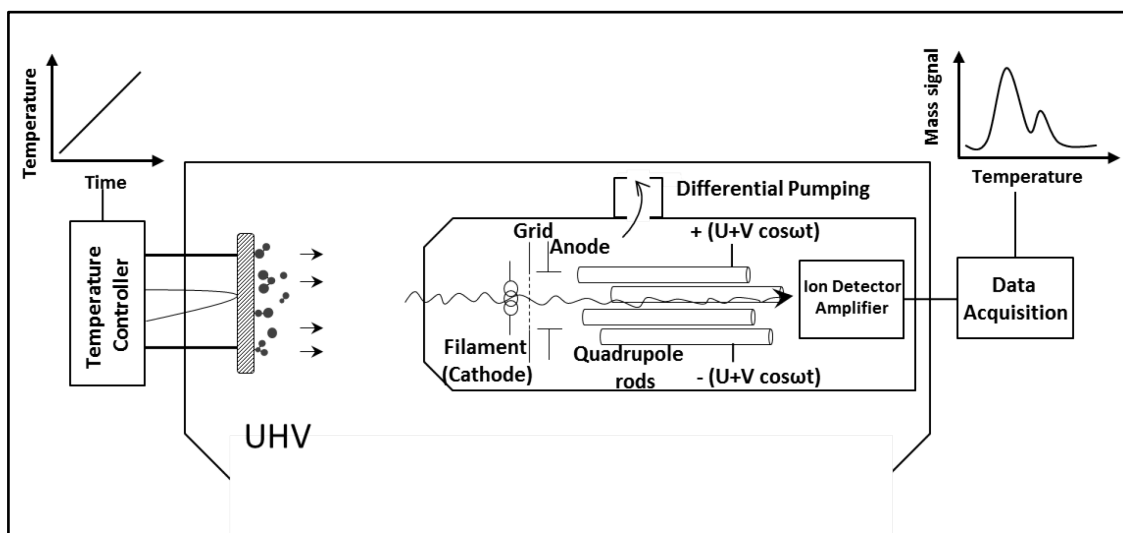 Temperature
Time
Temperature
Controller
UHV
Differential Pumping
Grid
Anode
+ (U+V cosωt)
Filament
(Cathode)
Quadrupole
rods
- (U+V cosωt)
Ion Detector
Amplifier
Mass signal
Temperature
Data
Acquisition